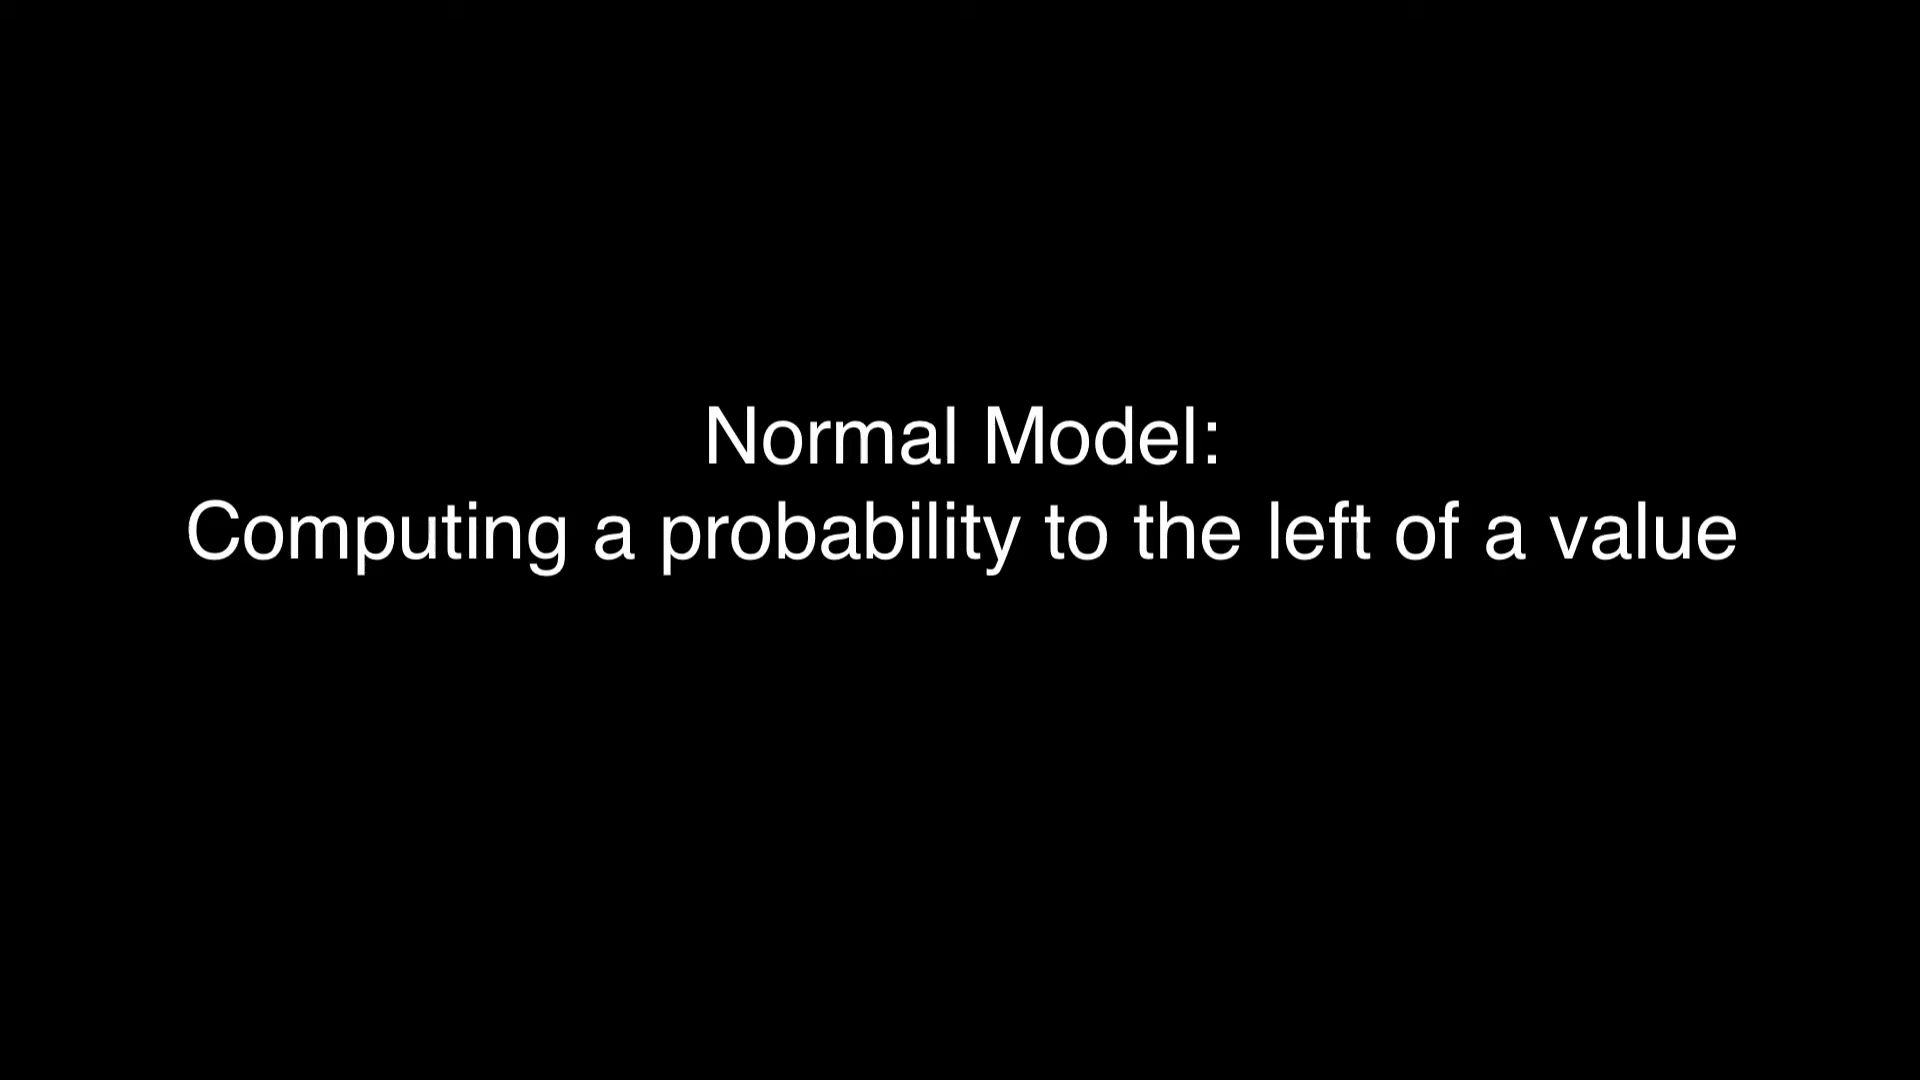 Normal Model:
Computing a probability to the left of a value